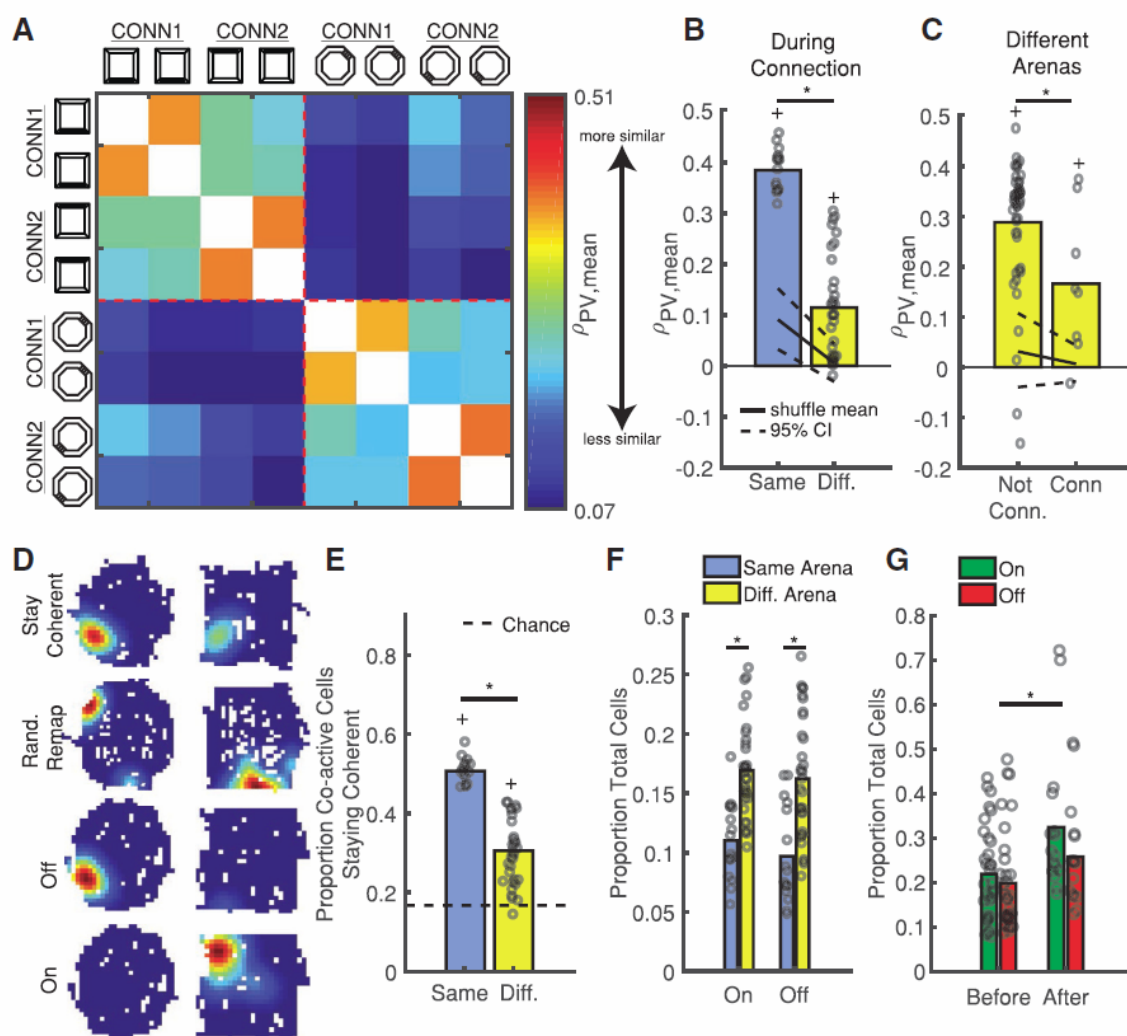 A
CONN1 CONN2 CONN1 CONN2
CONN1
CONN2
CONN1
CONN2
0.51
more similar
less similar
0.07
ρPV,mean
B
During
Connection
*
+
+
0.5
0.4
0.3
0.2
0.1
0
-0.1
-0.2
ρPV,mean
shuffle mean
95% CI
Same Diff.
C
Different
Arenas
*
+
+
0.5
0.4
0.3
0.2
0.1
0
-0.1
-0.2
ρPV,mean
Not
Conn.
Conn
D
Stay
Coherent
Rand.
Remap
Off
On
E
Chance
*
+
+
0.8
0.6
0.4
0.2
0
Proportion Co-active Cells
Staying Coherent
Same Diff.
F
Same Arena
Diff. Arena
* *
0.3
0.25
0.2
0.15
0.1
0.05
0
Proportion Total Cells
On Off
G
On
Off
*
0.8
0.7
0.6
0.5
0.4
0.3
0.2
0.1
0
Proportion Total Cells
Before After